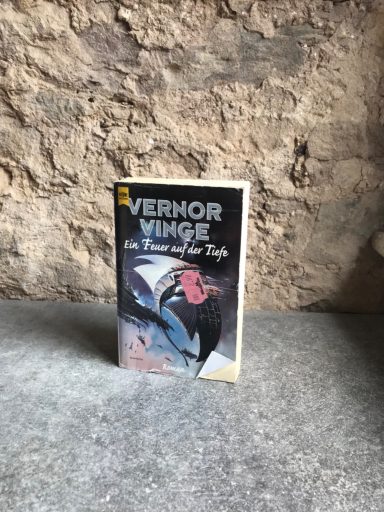 VERNOR
VINGE
Ein Feuer auf der Tiefe
Roman